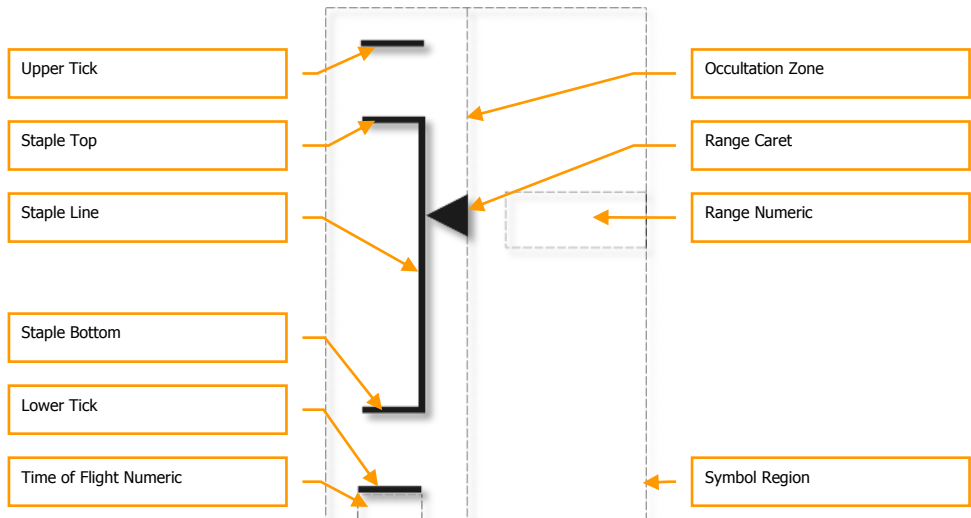 Upper Tick
Staple Top
Staple Line
Staple Bottom
Lower Tick
Time of Flight Numeric
Occultation Zone
Range Caret
Range Numeric
Symbol Region